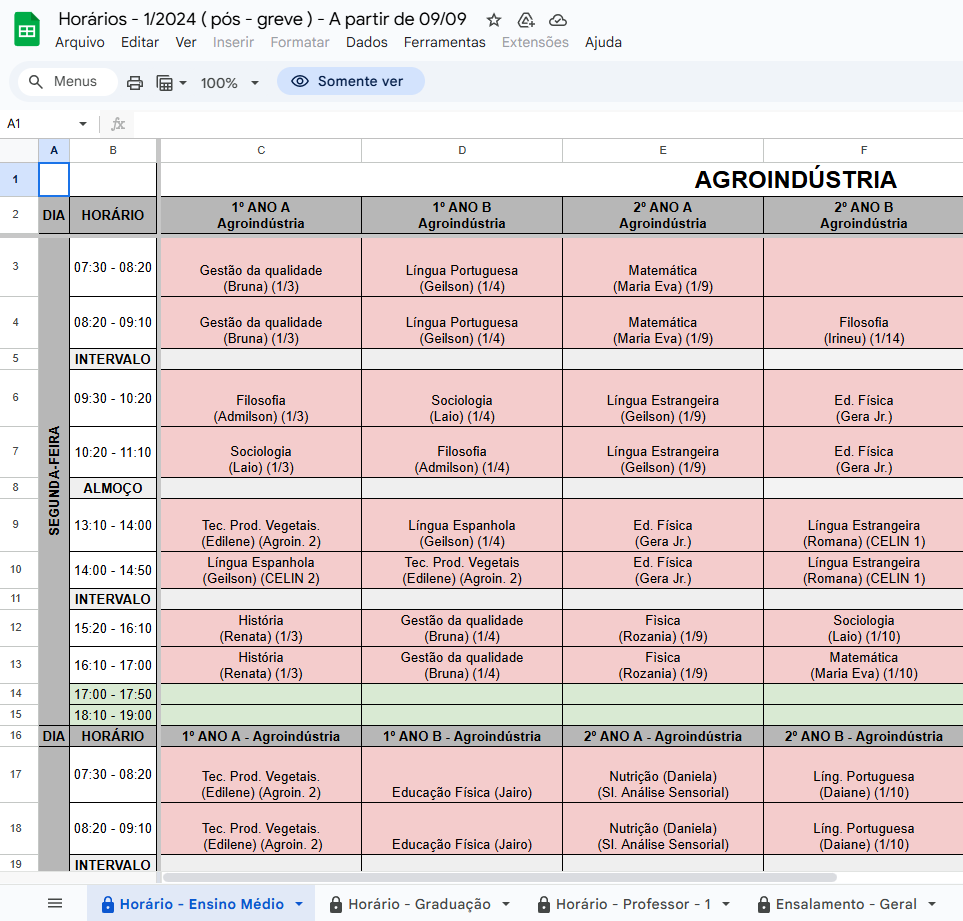 Horários - 1/2024 ( pós - greve ) - A partir de 09/09
Arquivo Editar Ver Inserir Formatar Dados Ferramentas Extensões Ajuda
Menus 100% Somente ver
A1 fx
A B C D E F
1 AGROINDÚSTRIA
2 DIA HORÁRIO 1º ANO A 1º ANO B 2º ANO A 2º ANO B
Agroindústria Agroindústria Agroindústria Agroindústria
SEGUNDA-FEIRA
3 07:30 - 08:20 Gestão da qualidade Língua Portuguesa Matemática
(Bruna) (1/3) (Geilson) (1/4) (Maria Eva) (1/9)
4 08:20 - 09:10 Gestão da qualidade Língua Portuguesa Matemática Filosofia
(Bruna) (1/3) (Geilson) (1/4) (Maria Eva) (1/9) (Irineu) (1/14)
5 INTERVALO
6 09:30 - 10:20 Filosofia Sociologia Língua Estrangeira Ed. Física
(Admilson) (1/3) (Laio) (1/4) (Geilson) (1/9) (Gera Jr.)
7 10:20 - 11:10 Sociologia Filosofia Língua Estrangeira Ed. Física
(Laio) (1/3) (Admilson) (1/4) (Geilson) (1/9) (Gera Jr.)
8 ALMOÇO
9 13:10 - 14:00 Tec. Prod. Vegetais. Língua Espanhola Ed. Física Língua Estrangeira
(Edilene) (Agroin. 2) (Geilson) (1/4) (Gera Jr.) (Romana) (CELIN 1)
10 14:00 - 14:50 Língua Espanhola Tec. Prod. Vegetais Ed. Física Língua Estrangeira
(Geilson) (CELIN 2) (Edilene) (Agroin. 2) (Gera Jr.) (Romana) (CELIN 1)
11 INTERVALO
12 15:20 - 16:10 História Gestão da qualidade Fìsica Sociologia
(Renata) (1/3) (Bruna) (1/4) (Rozania) (1/9) (Laio) (1/10)
13 16:10 - 17:00 História Gestão da qualidade Fìsica Matemática
(Renata) (1/3) (Bruna) (1/4) (Rozania) (1/9) (Maria Eva) (1/10)
14 17:00 - 17:50
15 18:10 - 19:00
16 DIA HORÁRIO 1º ANO A - Agroindústria 1º ANO B - Agroindústria 2º ANO A - Agroindústria 2º ANO B - Agroindústria
17 07:30 - 08:20 Tec. Prod. Vegetais. Educação Física (Jairo) Nutrição (Daniela) Líng. Portuguesa
(Edilene) (Agroin. 2) (Sl. Análise Sensorial) (Daiane) (1/10)
18 08:20 - 09:10 Tec. Prod. Vegetais. Educação Física (Jairo) Nutrição (Daniela) Líng. Portuguesa
(Edilene) (Agroin. 2) (Sl. Análise Sensorial) (Daiane) (1/10)
19 INTERVALO
Horário - Ensino Médio Horário - Graduação Horário - Professor - 1 Ensalamento - Geral